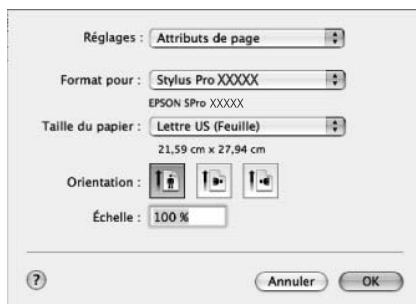 Réglages : Attributs de page
Format pour : Stylus Pro XXXXX
EPSON SPro XXXXX
Taille du papier : Lettre US (Feuille)
21,59 cm x 27,94 cm
Orientation :
Échelle : 100 %
? Annuler OK